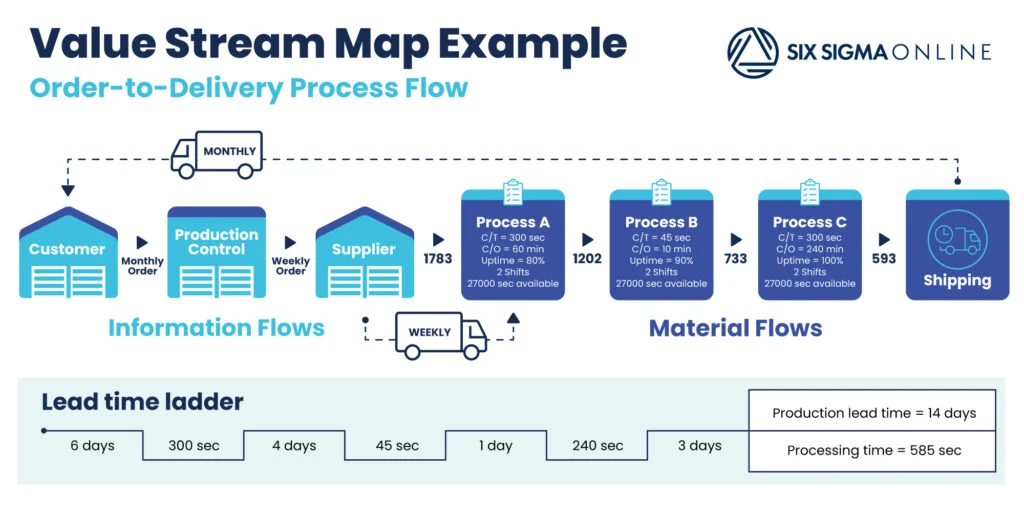 Value Stream Map Example
Order-to-Delivery Process Flow
SIX SIGMA ONLINE
MONTHLY
Customer
Monthly
Order
Production
Control
Weekly
Order
Supplier
1783
Process A
C/T = 300 sec
C/O = 60 min
Uptime = 80%
2 Shifts
27000 sec available
1202
Process B
C/T = 45 sec
C/O = 10 min
Uptime = 90%
2 Shifts
27000 sec available
733
Process C
C/T = 300 sec
C/O = 240 min
Uptime = 100%
2 Shifts
27000 sec available
593
Shipping
Information Flows
WEEKLY
Material Flows
Lead time ladder
6 days
300 sec
4 days
45 sec
1 day
240 sec
3 days
Production lead time = 14 days
Processing time = 585 sec